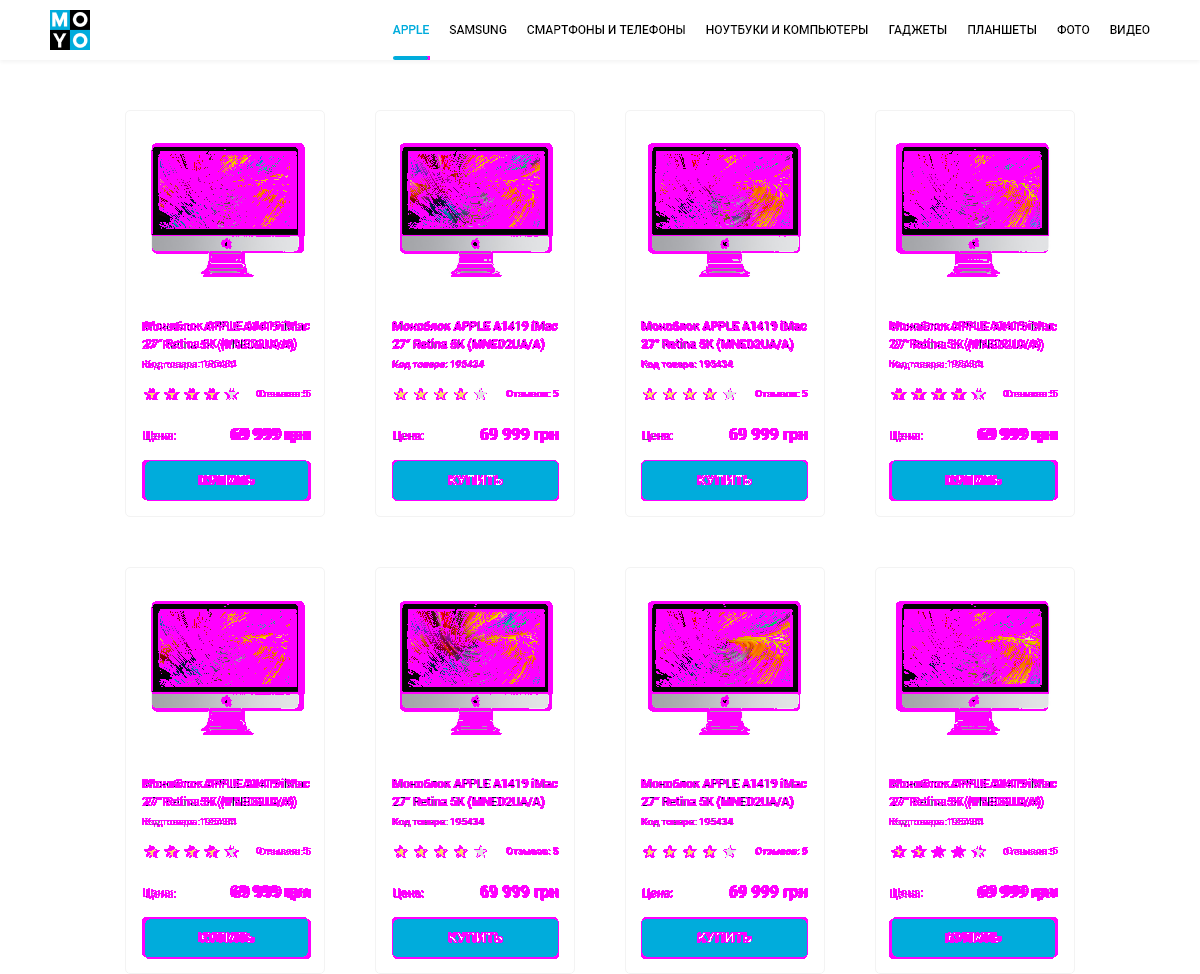 MO
YO
APPLE SAMSUNG СМАРТФОНЫ И ТЕЛЕФОНЫ НОУТБУКИ И КОМПЬЮТЕРЫ ГАДЖЕТЫ ПЛАНШЕТЫ ФОТО ВИДЕО
Моноблок APPLE A1419 iMac
27" Retina 5K (MNED2UA/A)
Код товара: 195434
Отзывов: 5
Цена: 69 999 грн
Моноблок APPLE A1419 iMac
27" Retina 5K (MNED2UA/A)
Код товара: 195434
Отзывов: 5
Цена: 69 999 грн
КУПИТЬ
Моноблок APPLE A1419 iMac
27" Retina 5K (MNED2UA/A)
Код товара: 195434
Отзывов: 5
Цена: 69 999 грн
КУПИТЬ
Моноблок APPLE A1419 iMac
27" Retina 5K (MNED2UA/A)
Код товара: 195434
Отзывов: 5
Цена: 69 999 грн
Моноблок APPLE A1419 iMac
27" Retina 5K (MNED2UA/A)
Код товара: 195434
Отзывов: 5
Цена: 69 999 грн
Моноблок APPLE A1419 iMac
27" Retina 5K (MNED2UA/A)
Код товара: 195434
Отзывов: 5
Цена: 69 999 грн
КУПИТЬ
Моноблок APPLE A1419 iMac
27" Retina 5K (MNED2UA/A)
Код товара: 195434
Отзывов: 5
Цена: 69 999 грн
КУПИТЬ
Моноблок APPLE A1419 iMac
27" Retina 5K (MNED2UA/A)
Код товара: 195434
Отзывов: 5
Цена: 69 999 грн